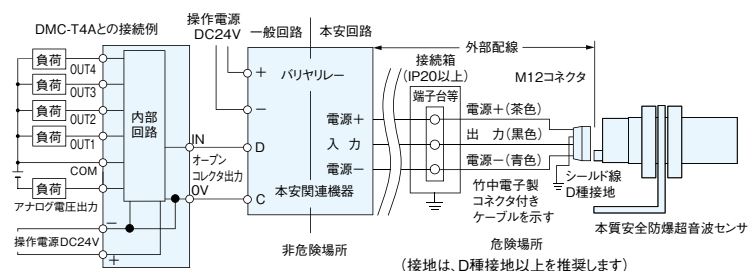 DMC-T4Aとの接続例
負荷
OUT4
負荷
OUT3
負荷
OUT2
負荷
OUT1
COM
負荷
アナログ電圧出力
操作電源DC24V
内部
回路
−
+
IN
オープン
コレクタ出力
0V
操作電源
DC24V
一般回路
本安回路
+
バリヤリレー
−
電源+
D
入 力
電源−
C
本安関連機器
非危険場所
外部配線
接続箱
(IP20以上)
端子台等
M12コネクタ
電源+(茶色)
出 力(黒色)
電源−(青色)
竹中電子製
コネクタ付き
ケーブルを示す
シールド線
D種接地
本質安全防爆超音波センサ
危険場所
(接地は、D種接地以上を推奨します)